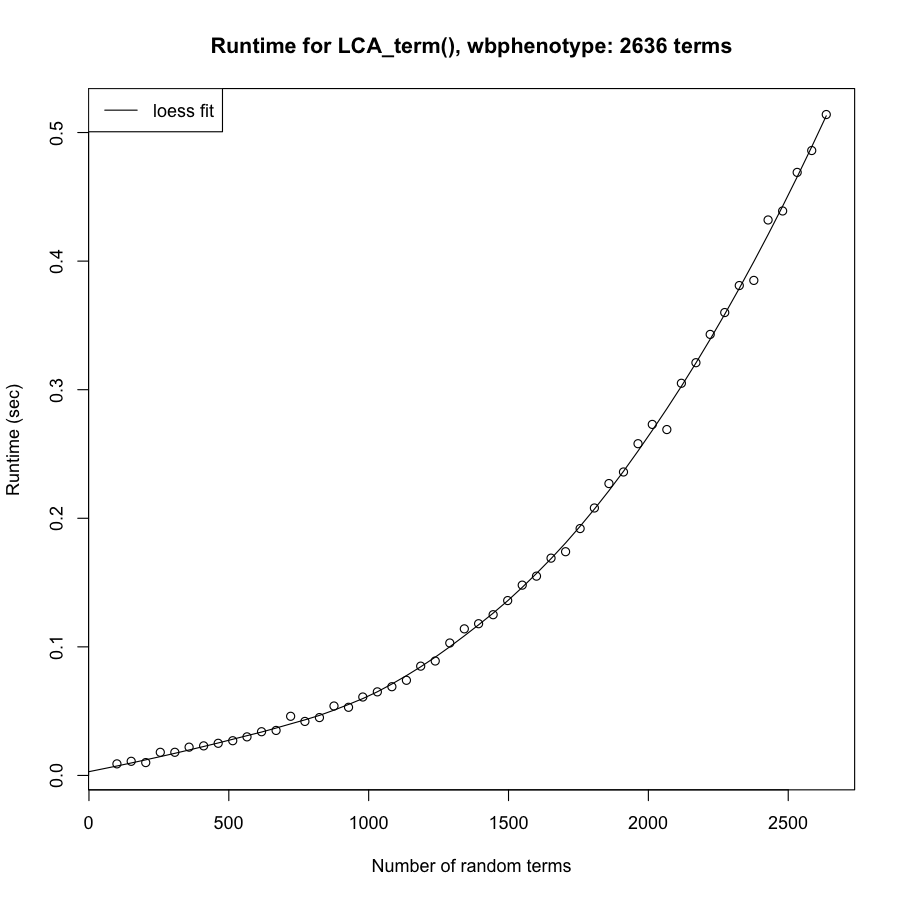 Runtime for LCA_term(), wbphenotype: 2636 terms
loess fit
Runtime (sec)
0.5
0.4
0.3
0.2
0.1
0.0
0 500 1000 1500 2000 2500
Number of random terms